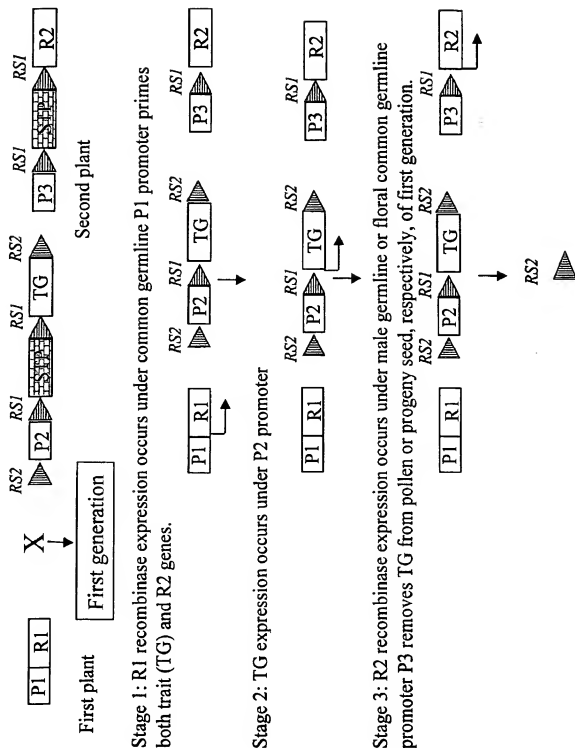 RS2 RS1 RS1 RS2 RS1 RS1
P1 R1 X P2 STP TG P3 STP R2
First plant Second plant
First generation
Stage 1: R1 recombinase expression occurs under common germline P1 promoter primes
both trait (TG) and R2 genes.
RS2 RS1 RS2 RS1
P1 R1 P2 TG P3 R2
Stage 2: TG expression occurs under P2 promoter
RS2 RS1 RS2 RS1
P1 R1 P2 TG P3 R2
Stage 3: R2 recombinase expression occurs under male germline or floral common germline
promoter P3 removes TG from pollen or progeny seed, respectively, of first generation.
RS2 RS1 RS2 RS1
P1 R1 P2 TG P3 R2
RS2